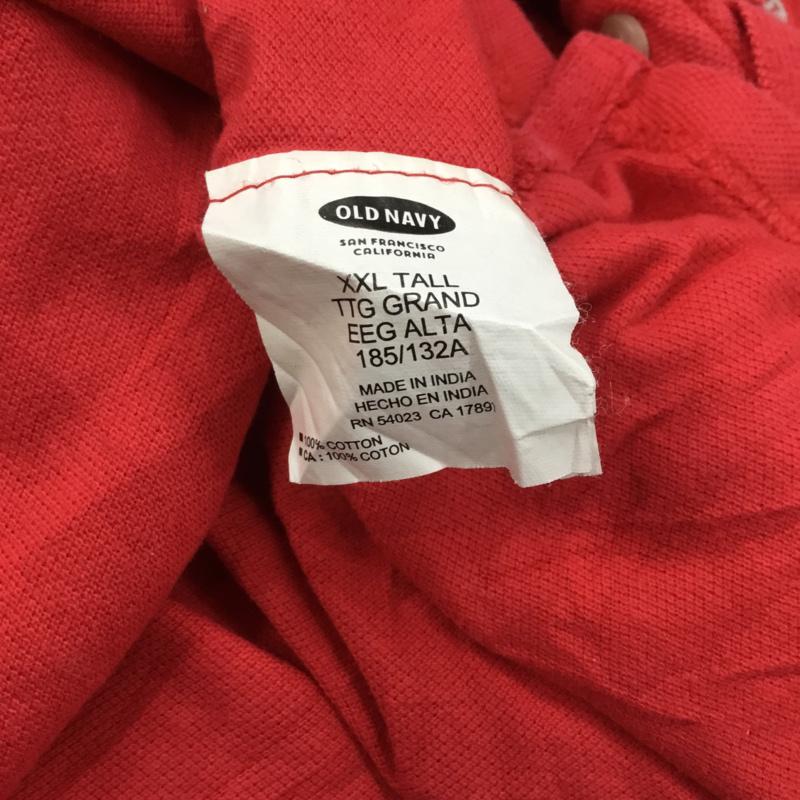 OLD NAVY
SAN FRANCISCO
CALIFORNIA
XXL TALL
TTG GRAND
EEG ALTA
185/132A
MADE IN INDIA
HECHO EN INDIA
RN 54023 CA 17891
100% COTTON
CA : 100% COTON